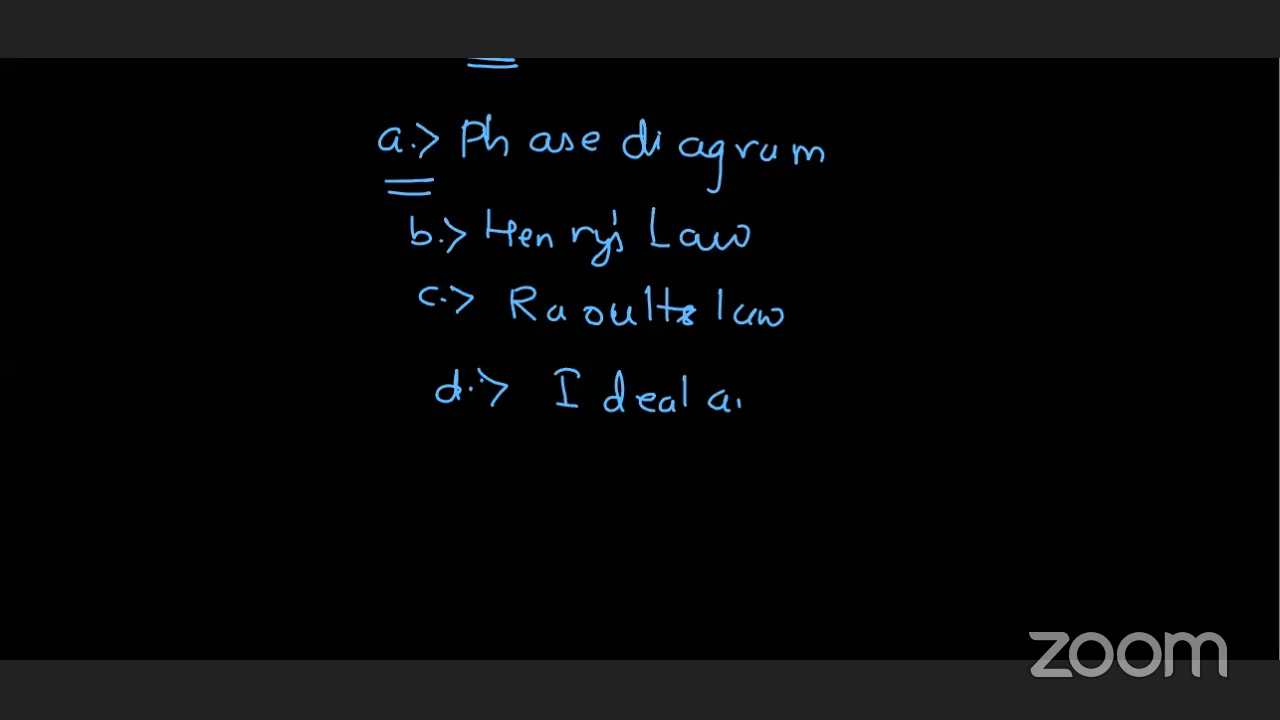 a.> Phase diagram
b.> Henry's Law
c.> Raoults law
d.> Ideal
zoom